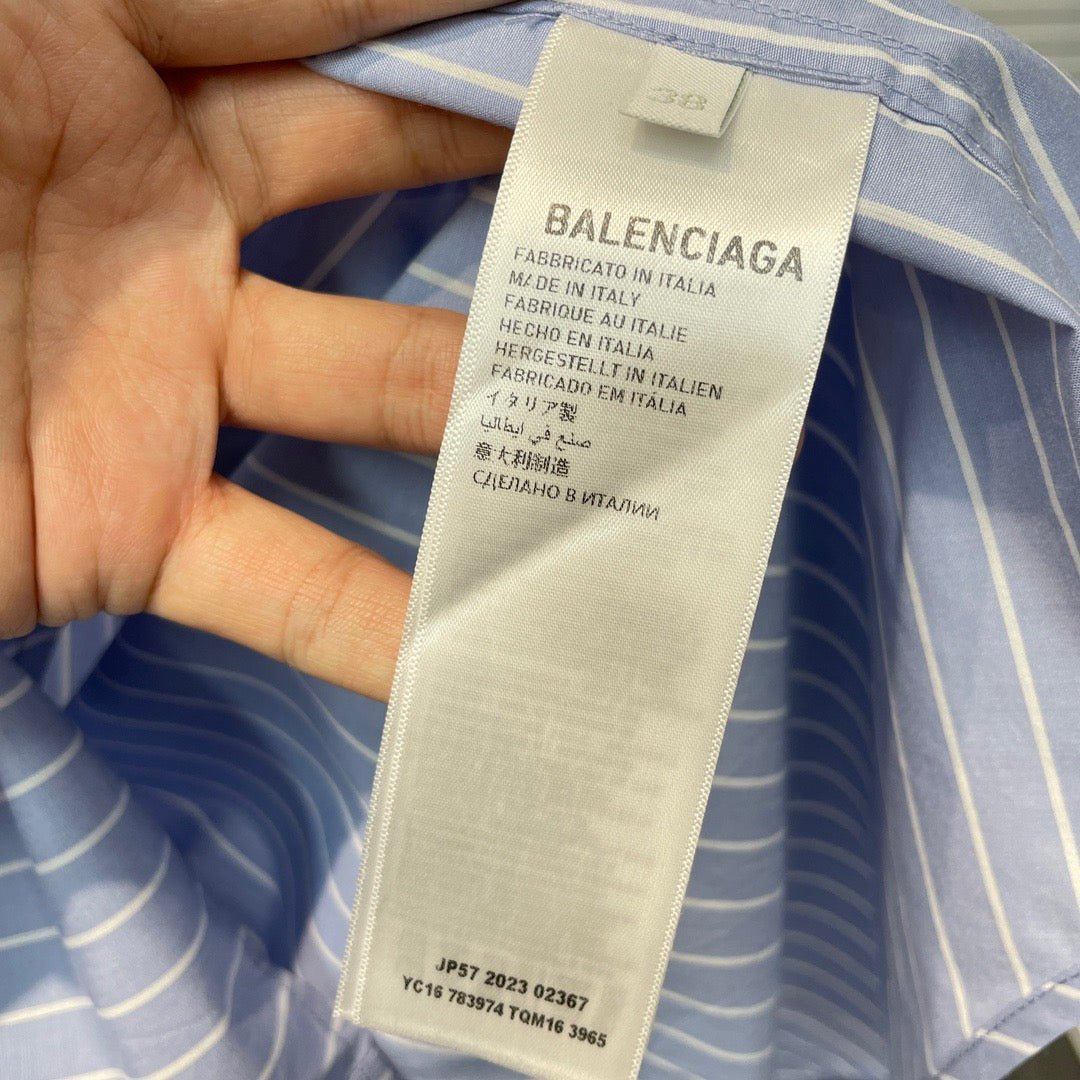 38
BALENCIAGA
FABBRICATO IN ITALIA
MADE IN ITALY
FABRIQUE AU ITALIE
HECHO EN ITALIA
HERGESTELLT IN ITALIEN
FABRICADO EM ITÁLIA
イタリア製
صنع في ايطاليا
意大利制造
СДЕЛАНО В ИТАЛИИ
JP57 2023 02367
YC16 783974 TQM16 3965